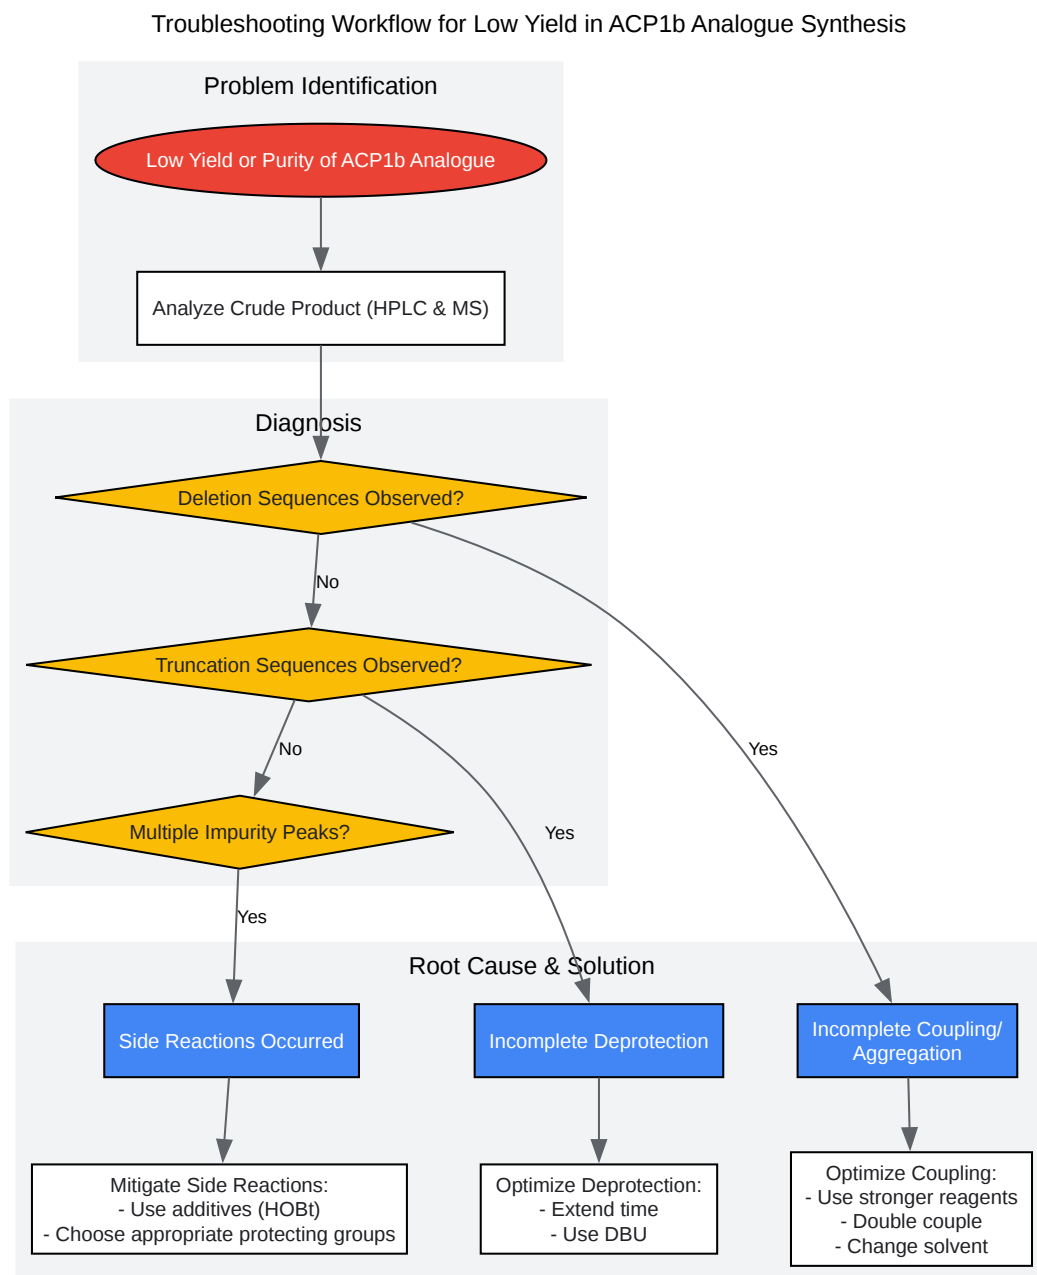 Troubleshooting Workflow for Low Yield in ACP1b Analogue Synthesis
Problem Identification
Low Yield or Purity of ACP1b Analogue
Analyze Crude Product (HPLC & MS)
Diagnosis
Deletion Sequences Observed?
No
Truncation Sequences Observed?
No
Yes
Multiple Impurity Peaks?
Yes
Yes
Root Cause & Solution
Side Reactions Occurred
Incomplete Deprotection
Incomplete Coupling/
Aggregation
Mitigate Side Reactions:
- Use additives (HOBt)
- Choose appropriate protecting groups
Optimize Deprotection:
- Extend time
- Use DBU
Optimize Coupling:
- Use stronger reagents
- Double couple
- Change solvent